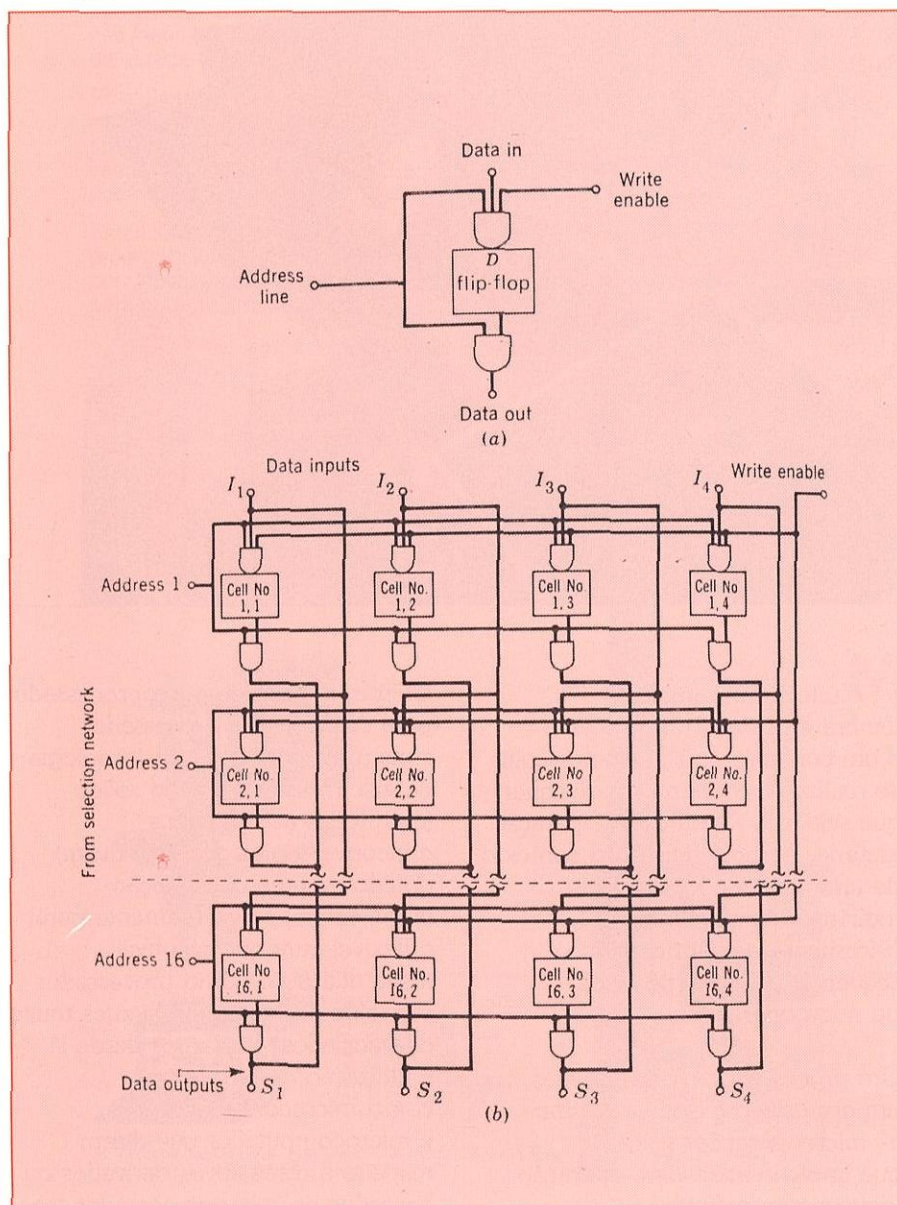 Data in
Write
enable
D
flip-flop
Address
line
Data out
(a)
Data inputs
Write enable
I1
I2
I3
I4
Address 1
Cell No
1, 1
Cell No.
1, 2
Cell No.
1, 3
Cell No.
1, 4
From selection network
Address 2
Cell No.
2, 1
Cell No.
2, 2
Cell No.
2, 3
Cell No.
2, 4
Address 16
Cell No
16, 1
Cell No.
16, 2
Cell No.
16, 3
Cell No.
16, 4
Data outputs
S1
S2
S3
S4
(b)